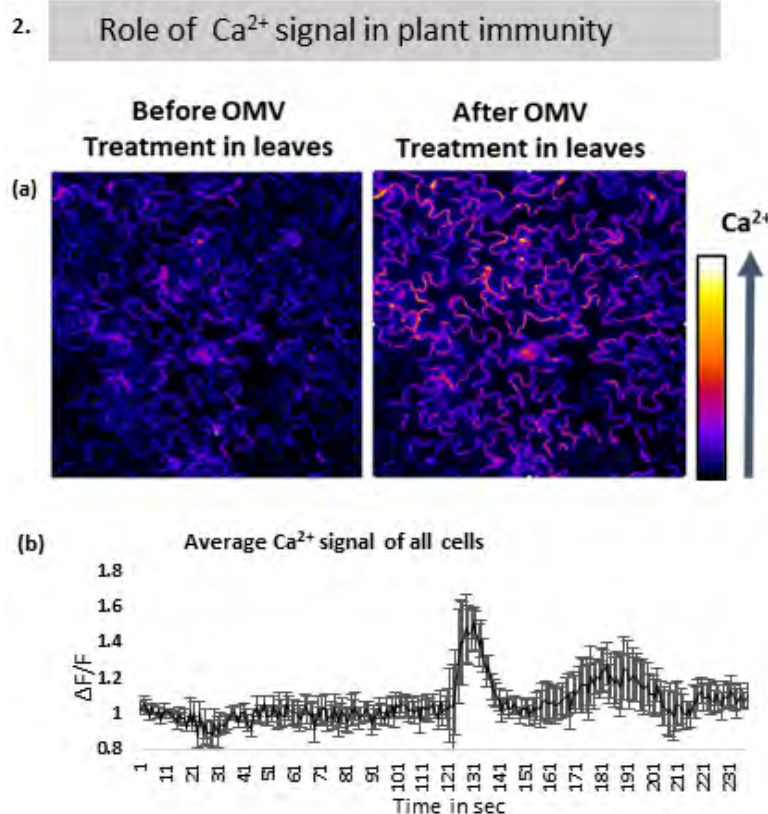 2. Role of Ca²⁺ signal in plant immunity
Before OMV
Treatment in leaves
After OMV
Treatment in leaves
(a)
Ca²⁺
(b) Average Ca²⁺ signal of all cells
1.8
1.6
1.4
1.2
1
0.8
ΔF/F
1 11 21 31 41 51 61 71 81 91 101 111 121 131 141 151 161 171 181 191 201 211 221 231
Time in sec